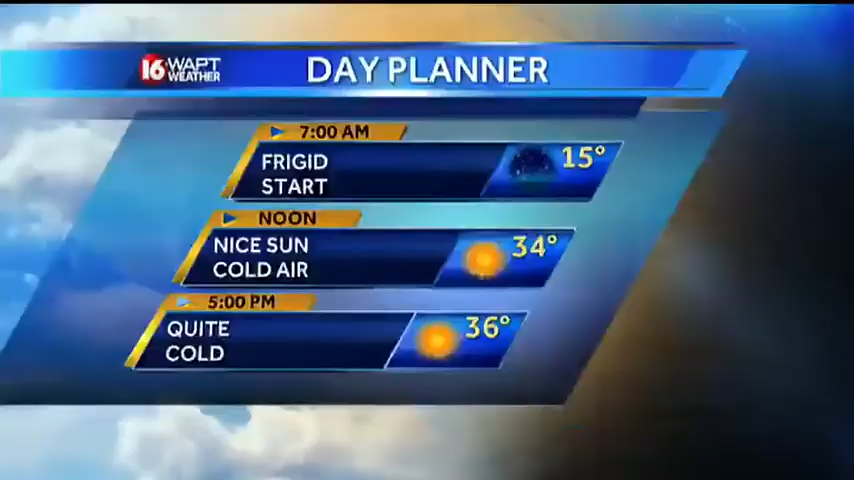 16 WAPT WEATHER
DAY PLANNER
7:00 AM
FRIGID
START
15°
NOON
NICE SUN
COLD AIR
34°
5:00 PM
QUITE
COLD
36°